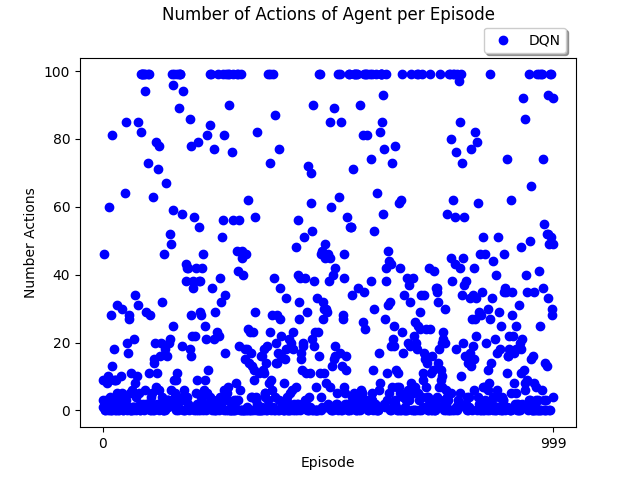 Number of Actions of Agent per Episode
DQN
100
80
60
40
20
0
Number Actions
0
999
Episode